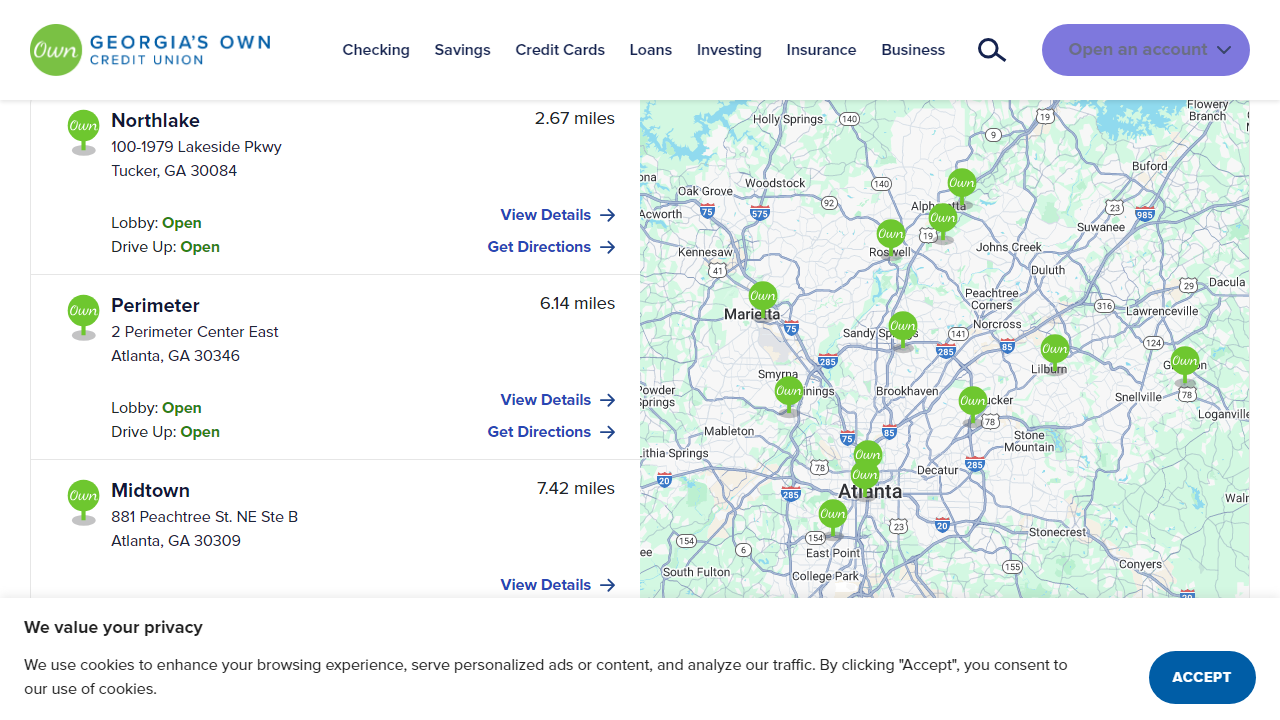 Own GEORGIA'S OWN
CREDIT UNION
Checking
Savings
Credit Cards
Loans
Investing
Insurance
Business
Open an account
Own
Northlake
2.67 miles
100-1979 Lakeside Pkwy
Tucker, GA 30084
Lobby: Open
Drive Up: Open
View Details
Get Directions
Own
Perimeter
6.14 miles
2 Perimeter Center East
Atlanta, GA 30346
Lobby: Open
Drive Up: Open
View Details
Get Directions
Own
Midtown
7.42 miles
881 Peachtree St. NE Ste B
Atlanta, GA 30309
View Details
Flowery
Branch
Holly Springs
140
19
9
Buford
Woodstock
140
Own
Oak Grove
92
Acworth
75
575
Alpharetta
Own
23
985
Own
19
Suwanee
Roswell
Johns Creek
Kennesaw
41
Duluth
29
Dacula
Own
Peachtree
Corners
316
Lawrenceville
Marietta
75
Own
Norcross
Sandy Springs
141
285
85
Own
124
285
Own
Lilburn
Smyrna
Own
Brookhaven
78
Powder
Springs
Own
Snellville
78
Loganville
Mableton
75
85
Stone
Mountain
Lithia Springs
Own
78
Decatur
285
20
Own
285
Atlanta
Own
23
20
Stonecrest
154
154
6
East Point
155
Conyers
South Fulton
College Park
20
We value your privacy
We use cookies to enhance your browsing experience, serve personalized ads or content, and analyze our traffic. By clicking "Accept", you consent to
our use of cookies.
ACCEPT